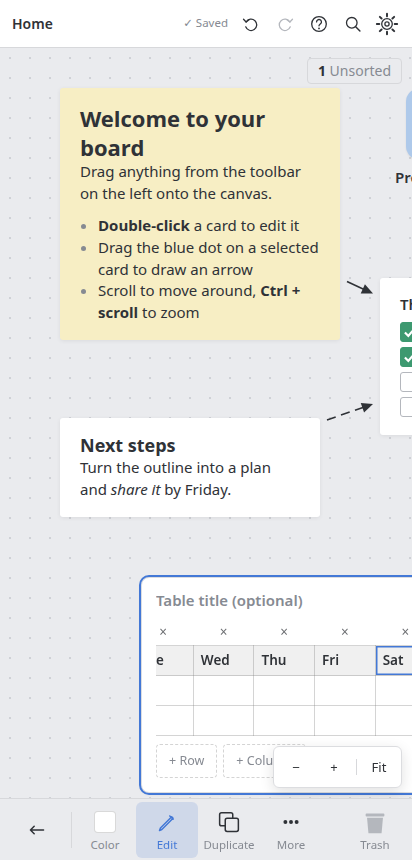 Home
✓ Saved
1 Unsorted
Welcome to your
board
Drag anything from the toolbar
on the left onto the canvas.
Double-click a card to edit it
Drag the blue dot on a selected
card to draw an arrow
Scroll to move around, Ctrl +
scroll to zoom
Next steps
Turn the outline into a plan
and share it by Friday.
Table title (optional)
× × × × ×
e Wed Thu Fri Sat
+ Row + Colu
− + Fit
Color Edit Duplicate More Trash